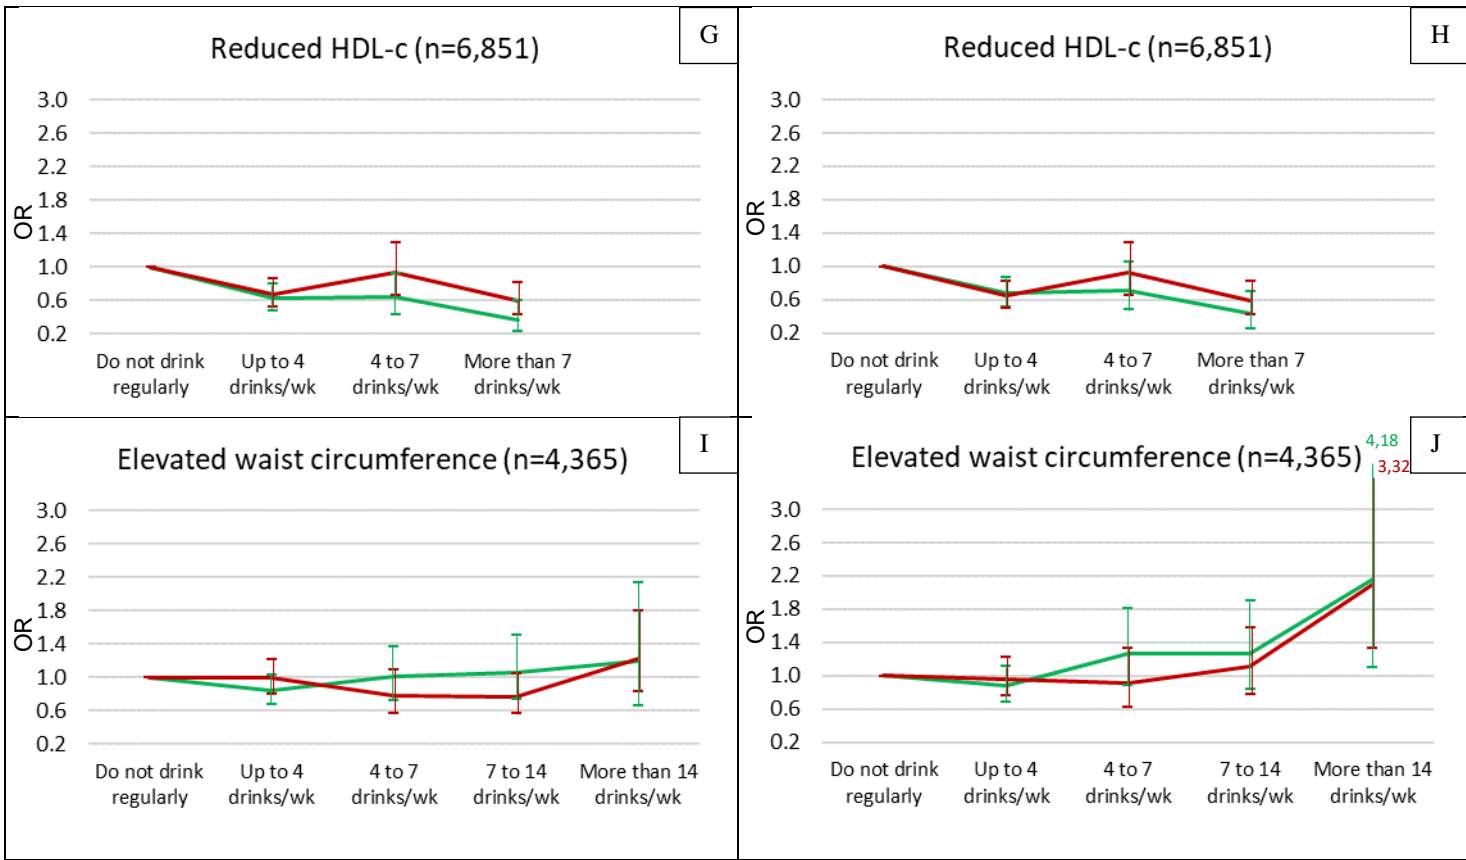 Reduced HDL-c (n=6,851)
G
OR
3.0
2.6
2.2
1.8
1.4
1.0
0.6
0.2
Do not drink
regularly
Up to 4
drinks/wk
4 to 7
drinks/wk
More than 7
drinks/wk
Reduced HDL-c (n=6,851)
H
OR
3.0
2.6
2.2
1.8
1.4
1.0
0.6
0.2
Do not drink
regularly
Up to 4
drinks/wk
4 to 7
drinks/wk
More than 7
drinks/wk
Elevated waist circumference (n=4,365)
I
OR
3.0
2.6
2.2
1.8
1.4
1.0
0.6
0.2
Do not drink
regularly
Up to 4
drinks/wk
4 to 7
drinks/wk
7 to 14
drinks/wk
More than 14
drinks/wk
Elevated waist circumference (n=4,365)
4,18
3,32
J
OR
3.0
2.6
2.2
1.8
1.4
1.0
0.6
0.2
Do not drink
regularly
Up to 4
drinks/wk
4 to 7
drinks/wk
7 to 14
drinks/wk
More than 14
drinks/wk